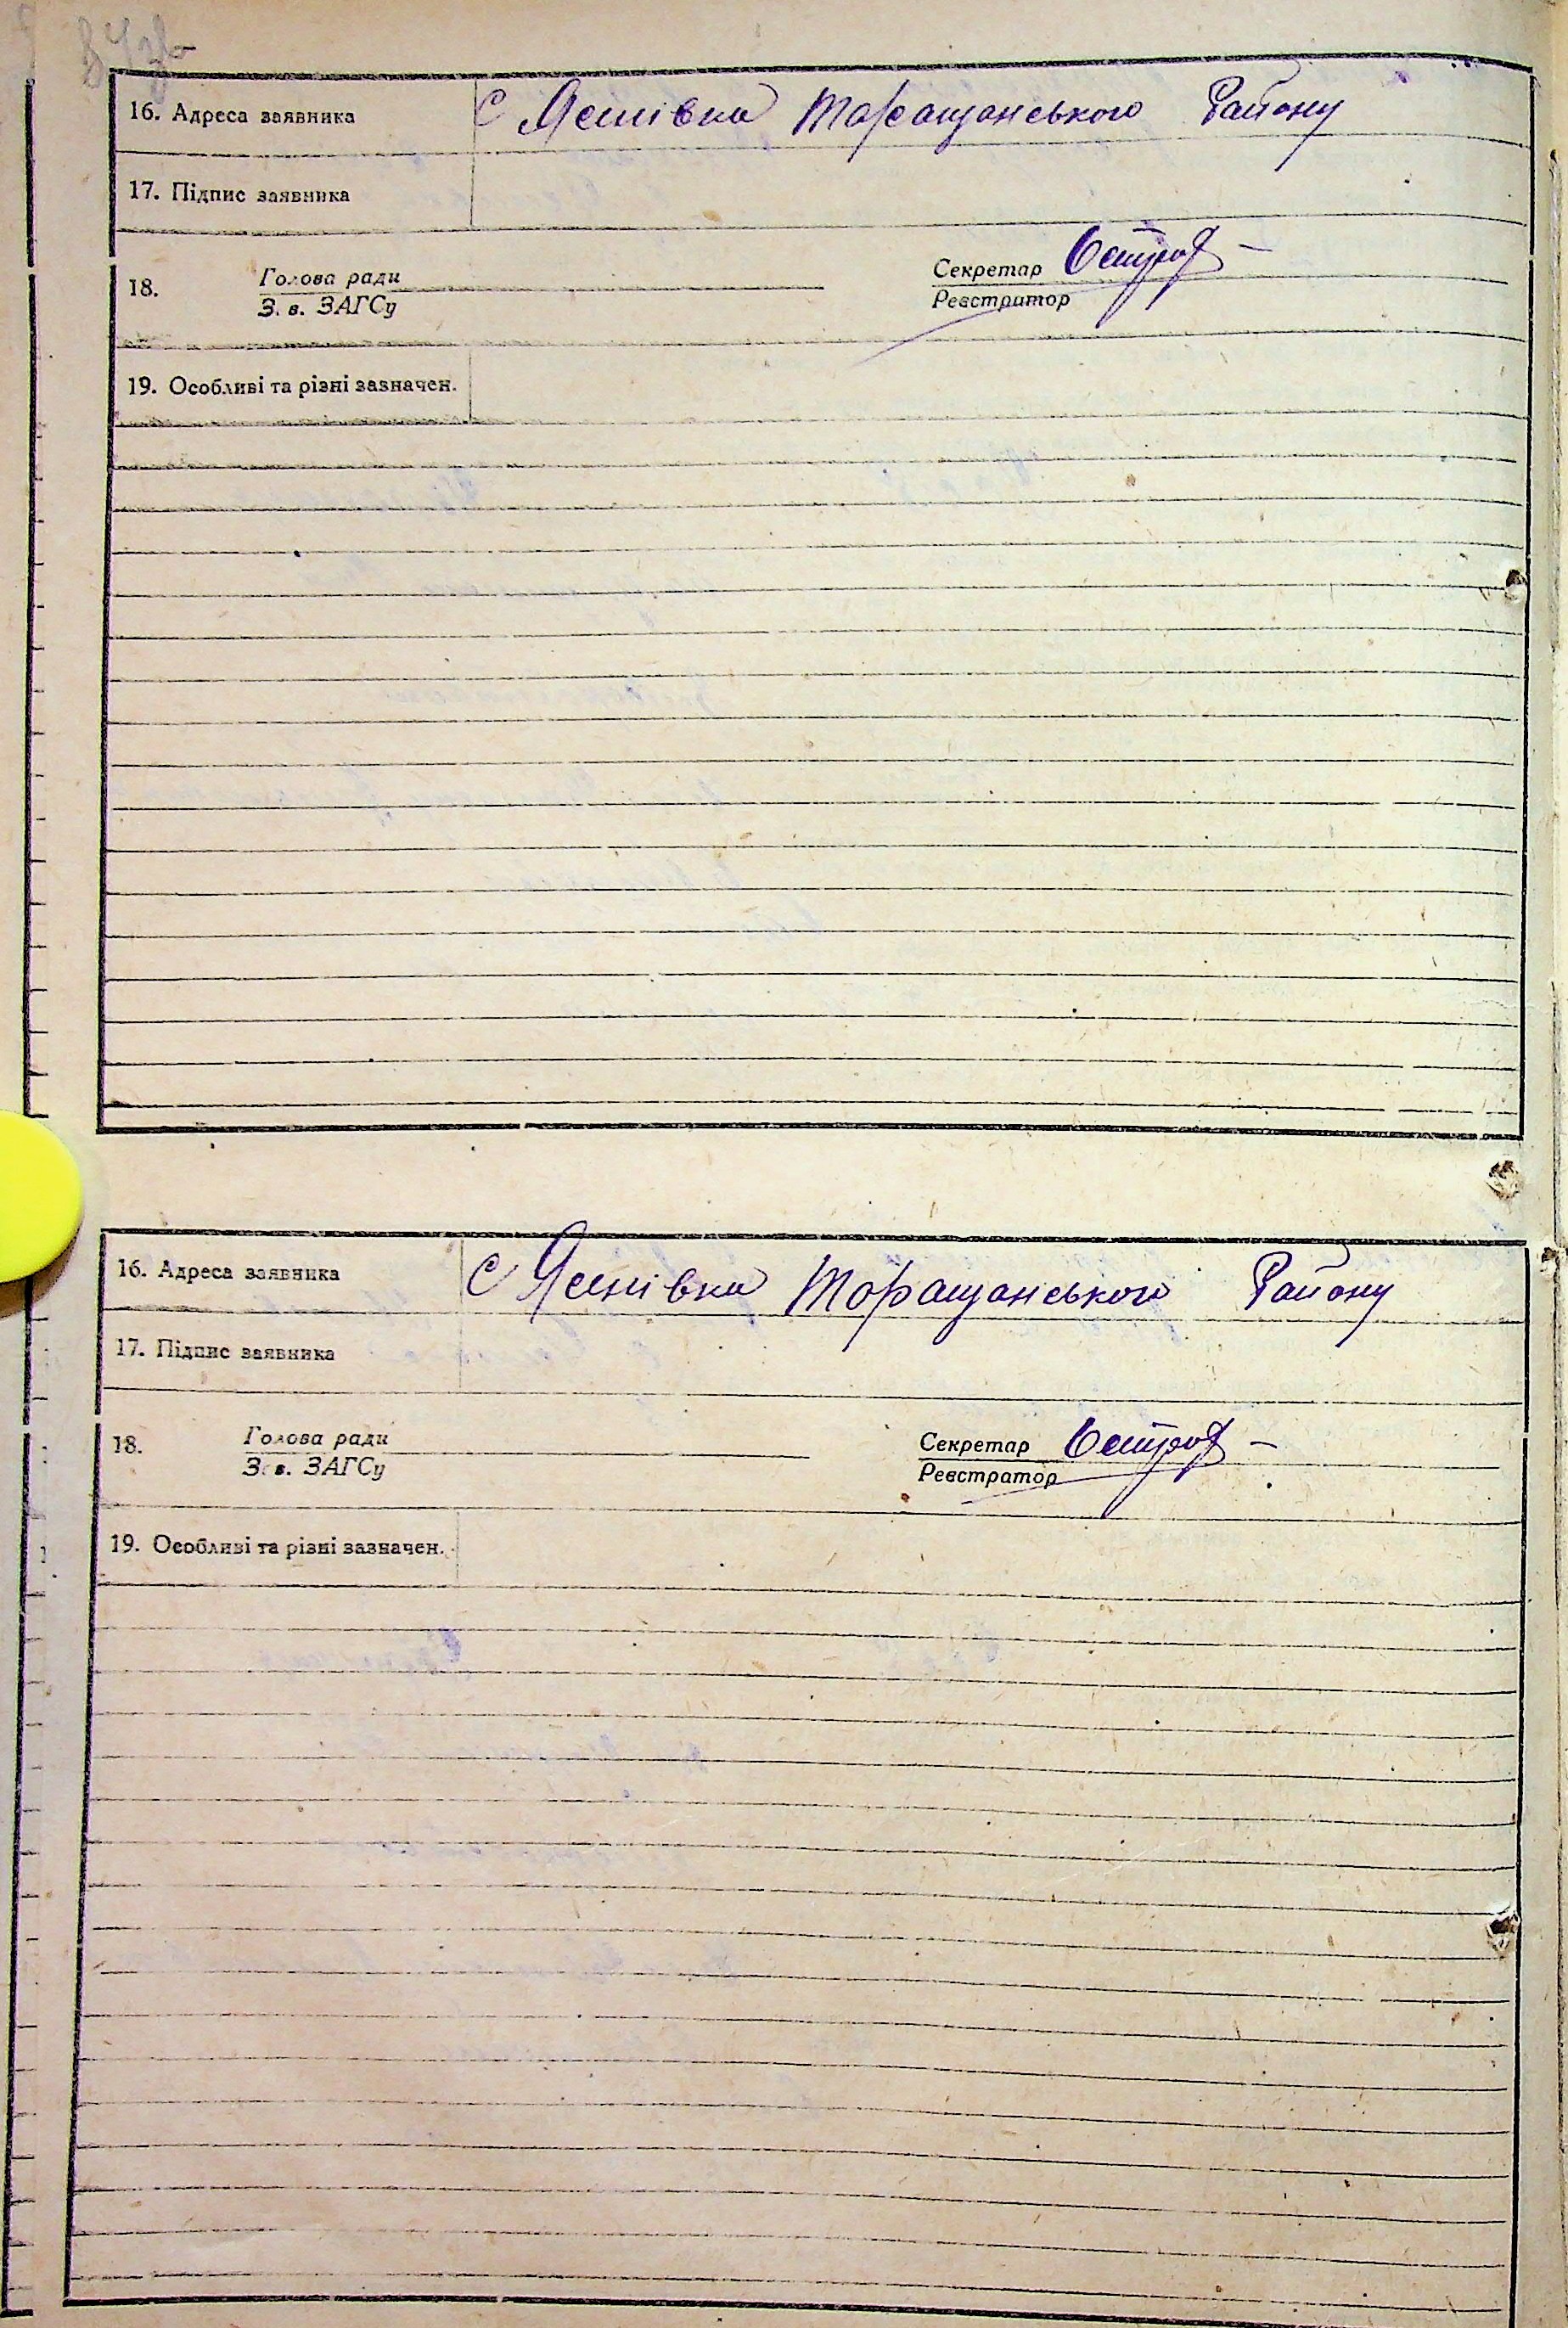 16. Адреса заявника С Яснівка Таращанського Району
17. Підпис заявника
18. Голова ради Секретар
З. в. ЗАГСу Реєстратор
19. Особливі та різні зазначен.
16. Адреса заявника С Яснівка Таращанського Району
17. Підпис заявника
18. Голова ради Секретар
З. в. ЗАГСу Реєстратор
19. Особливі та різні зазначен.